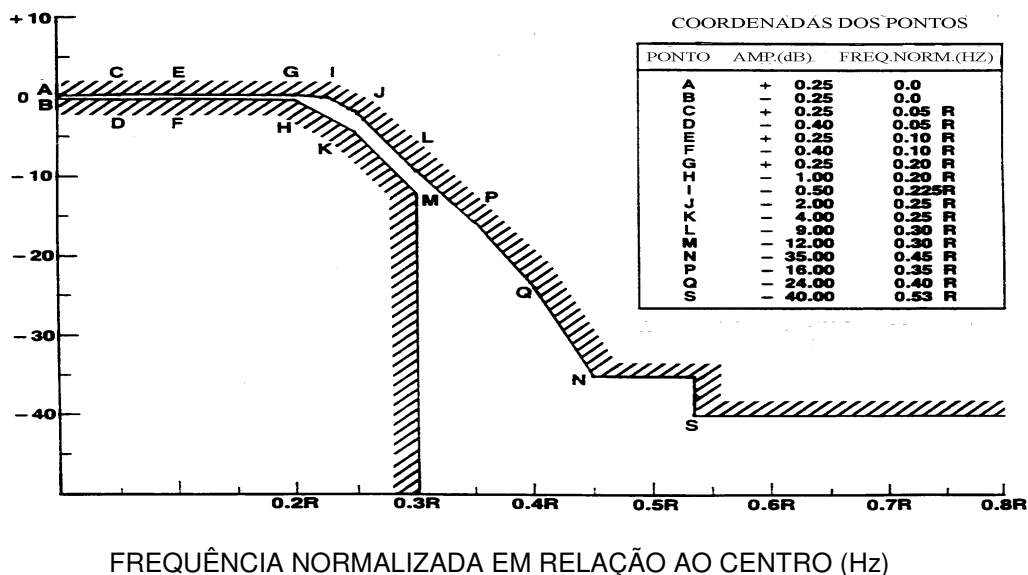 COORDENADAS DOS PONTOS
PONTO AMP.(dB) FREQ.NORM.(HZ)
A + 0.25 0.0
B - 0.25 0.0
C + 0.25 0.05 R
D - 0.40 0.05 R
E + 0.25 0.10 R
F - 0.40 0.10 R
G + 0.25 0.20 R
H - 1.00 0.20 R
I - 0.50 0.225R
J - 2.00 0.25 R
K - 4.00 0.25 R
L - 9.00 0.30 R
M - 12.00 0.30 R
N - 35.00 0.45 R
P - 16.00 0.35 R
Q - 24.00 0.40 R
S - 40.00 0.53 R
+10
0
-10
-20
-30
-40
A C E G I J
B D F H K L
M P
Q
N
S
0.2R 0.3R 0.4R 0.5R 0.6R 0.7R 0.8R
FREQUÊNCIA NORMALIZADA EM RELAÇÃO AO CENTRO (Hz)